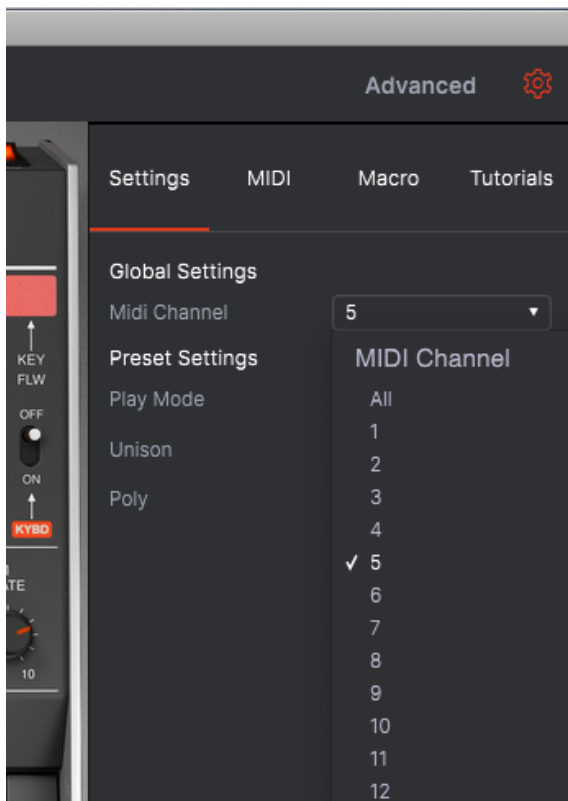 Advanced
Settings MIDI Macro Tutorials
Global Settings
Midi Channel 5
Preset Settings
Play Mode
Unison
Poly
MIDI Channel
All
1
2
3
4
✓ 5
6
7
8
9
10
11
12
KEY
FLW
OFF
ON
KYBD
10